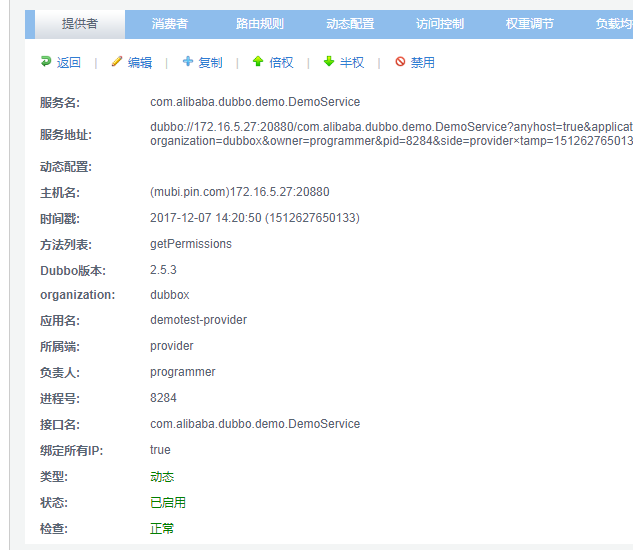 提供者 消费者 路由规则 动态配置 访问控制 权重调节 负载均
返回 | 编辑 | 复制 | 倍权 | 半权 | 禁用
服务名: com.alibaba.dubbo.demo.DemoService
服务地址: dubbo://172.16.5.27:20880/com.alibaba.dubbo.demo.DemoService?anyhost=true&applicat
organization=dubbox&owner=programmer&pid=8284&side=provider×tamp=151262765013
动态配置:
主机名: (mubi.pin.com)172.16.5.27:20880
时间戳: 2017-12-07 14:20:50 (1512627650133)
方法列表: getPermissions
Dubbo版本: 2.5.3
organization: dubbox
应用名: demotest-provider
所属端: provider
负责人: programmer
进程号: 8284
接口名: com.alibaba.dubbo.demo.DemoService
绑定所有IP: true
类型: 动态
状态: 已启用
检查: 正常